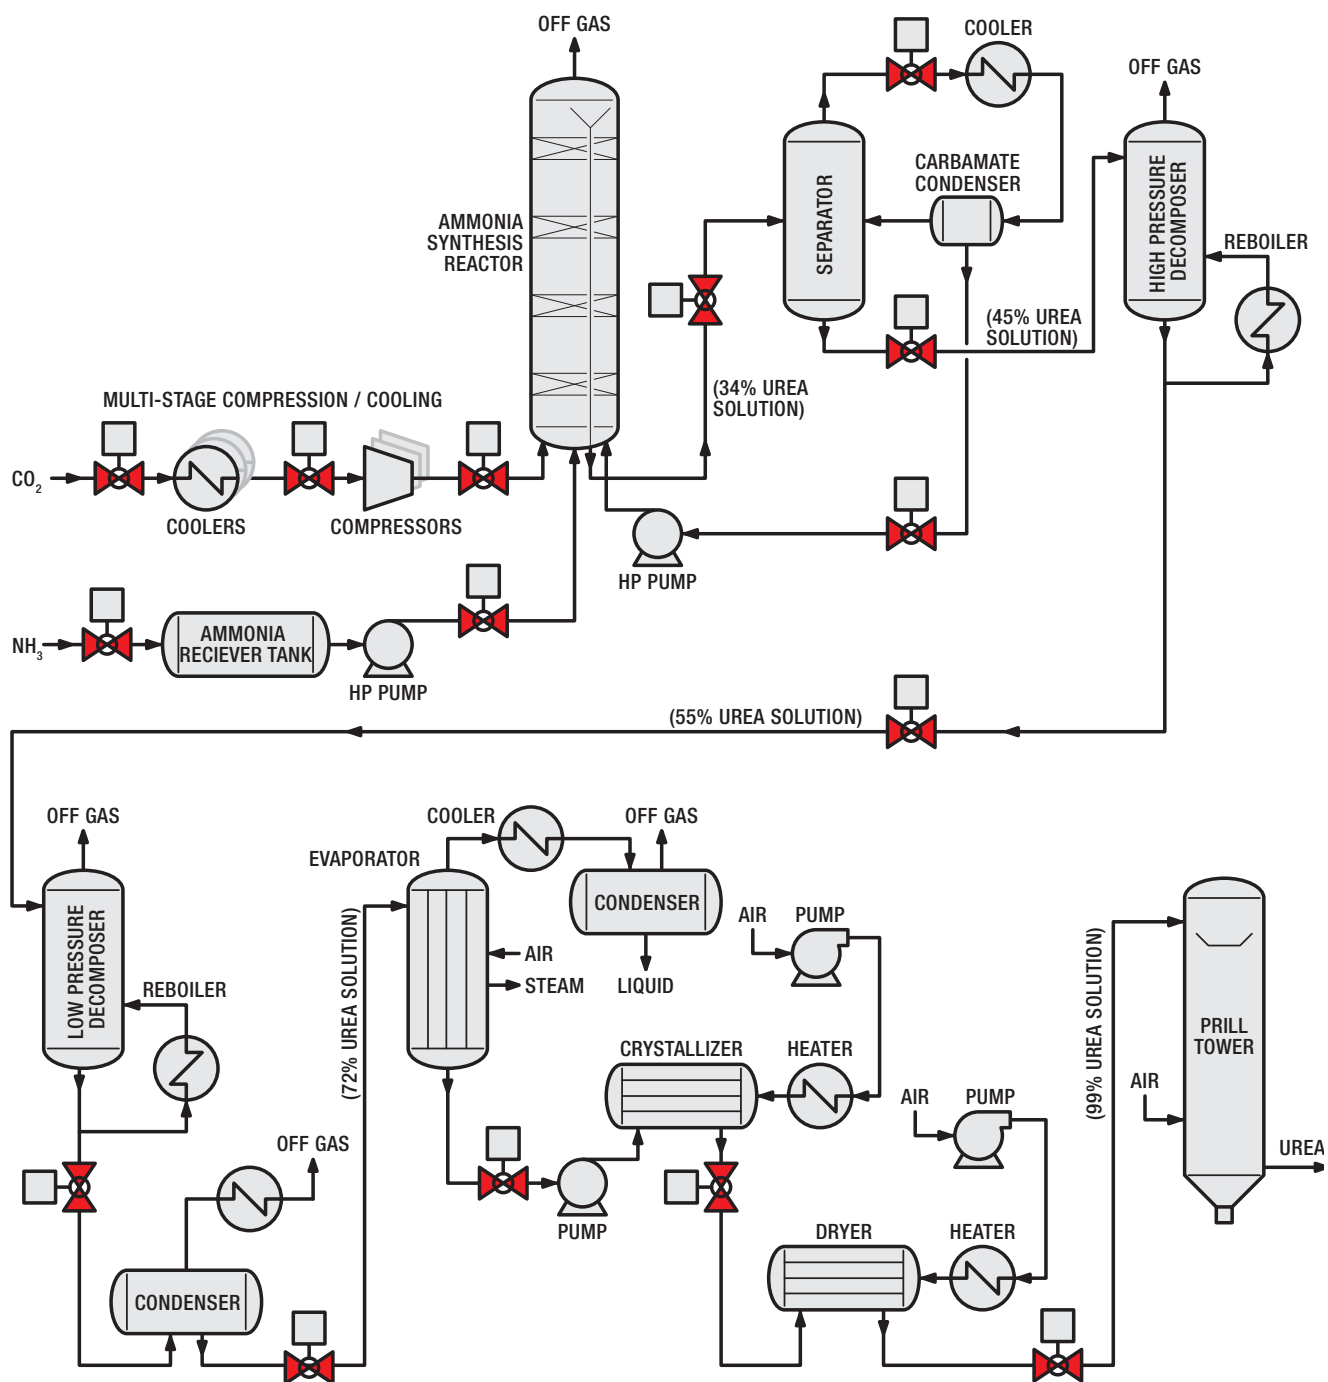 OFF GAS
COOLER
OFF GAS
CARBAMATE
CONDENSER
SEPARATOR
HIGH PRESSURE
DECOMPOSER
AMMONIA
SYNTHESIS
REACTOR
REBOILER
(45% UREA
SOLUTION)
(34% UREA
SOLUTION)
MULTI-STAGE COMPRESSION / COOLING
CO2
COOLERS
COMPRESSORS
HP PUMP
NH3
AMMONIA
RECIEVER TANK
HP PUMP
(55% UREA SOLUTION)
OFF GAS
COOLER
OFF GAS
EVAPORATOR
CONDENSER
LOW PRESSURE
DECOMPOSER
REBOILER
(72% UREA SOLUTION)
AIR
STEAM
LIQUID
AIR
PUMP
CRYSTALLIZER
HEATER
AIR
PUMP
(99% UREA SOLUTION)
PRILL
TOWER
AIR
UREA
OFF GAS
PUMP
DRYER
HEATER
CONDENSER